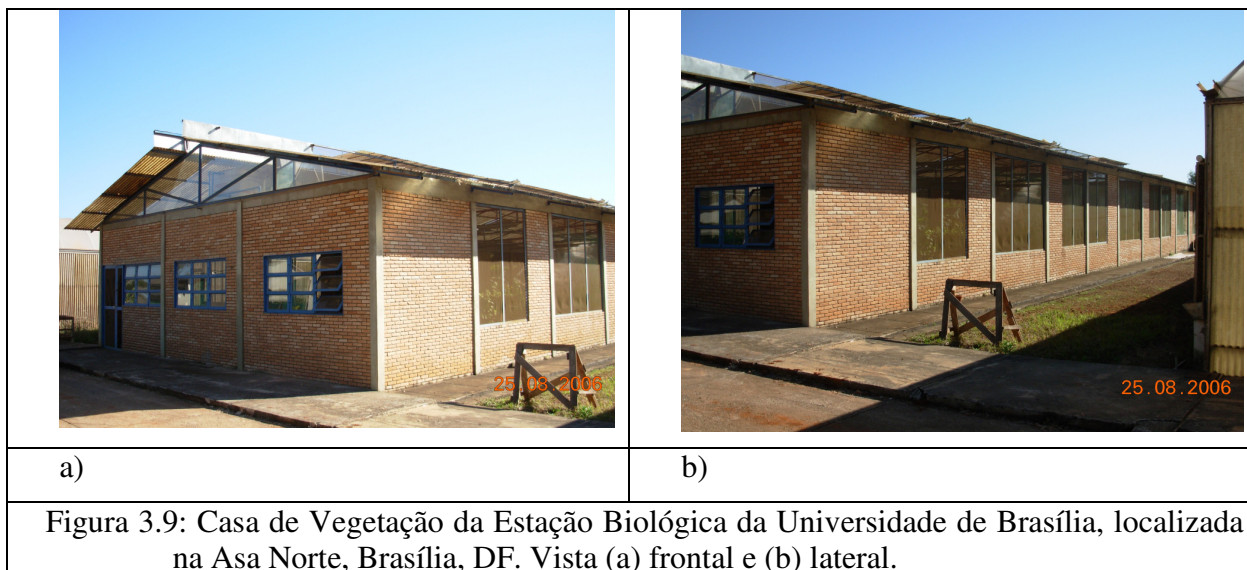 25.08.2006
25.08.2006
a)
b)
Figura 3.9: Casa de Vegetação da Estação Biológica da Universidade de Brasília, localizada
na Asa Norte, Brasília, DF. Vista (a) frontal e (b) lateral.